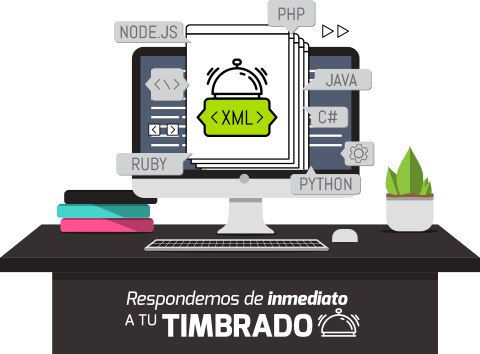 PHP
NODE.JS
JAVA
<XML>
C#
RUBY
PYTHON
Respondemos de inmediato
A TU TIMBRADO